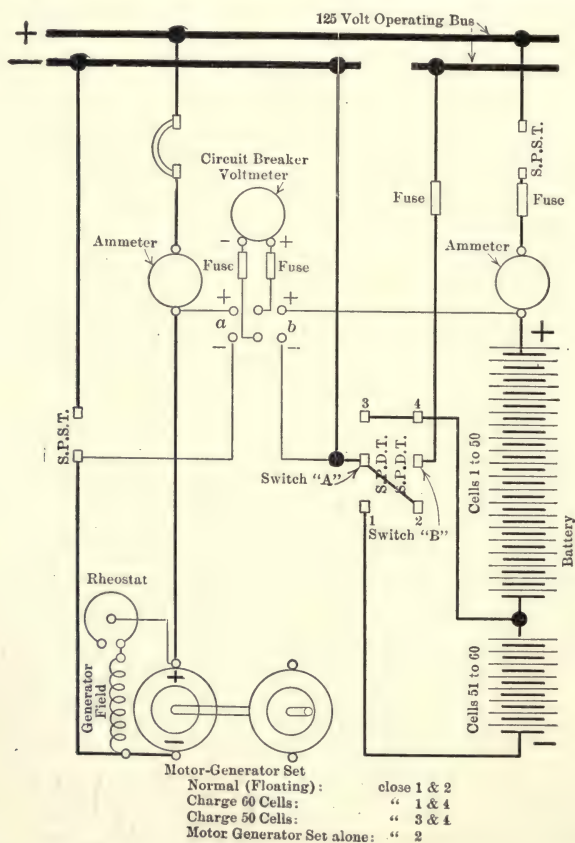 125 Volt Operating Bus
+
−
S.P.S.T.
Circuit Breaker
Voltmeter
Fuse
Fuse
Ammeter
Ammeter
− +
Fuse Fuse
+ +
a b
− −
+
3 4
S.P.S.T.
S.P.D.T.
S.P.D.T.
Switch "A"
1 2
Switch "B"
Cells 1 to 50
Battery
Rheostat
Generator
Field
+
−
Cells 51 to 60
−
Motor-Generator Set
Normal (Floating): close 1 & 2
Charge 60 Cells: " 1 & 4
Charge 50 Cells: " 3 & 4
Motor Generator Set alone: " 2